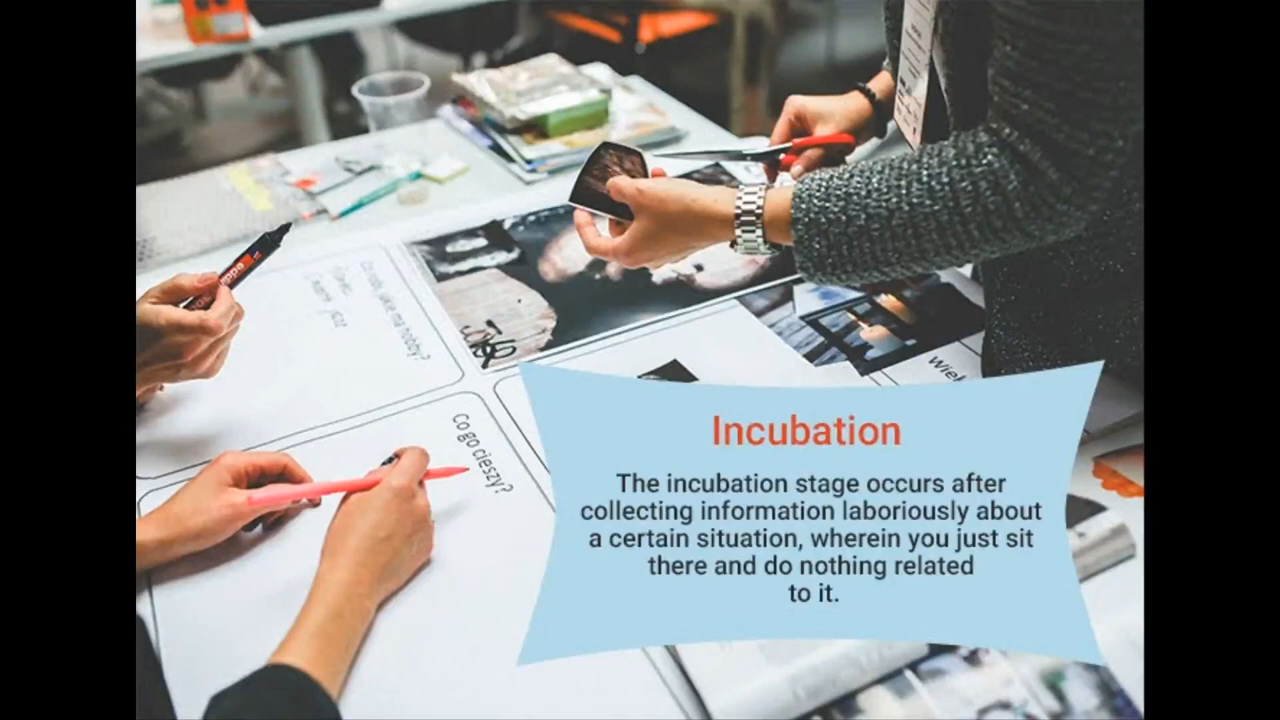 Co go cieszy?
Incubation
The incubation stage occurs after
collecting information laboriously about
a certain situation, wherein you just sit
there and do nothing related
to it.